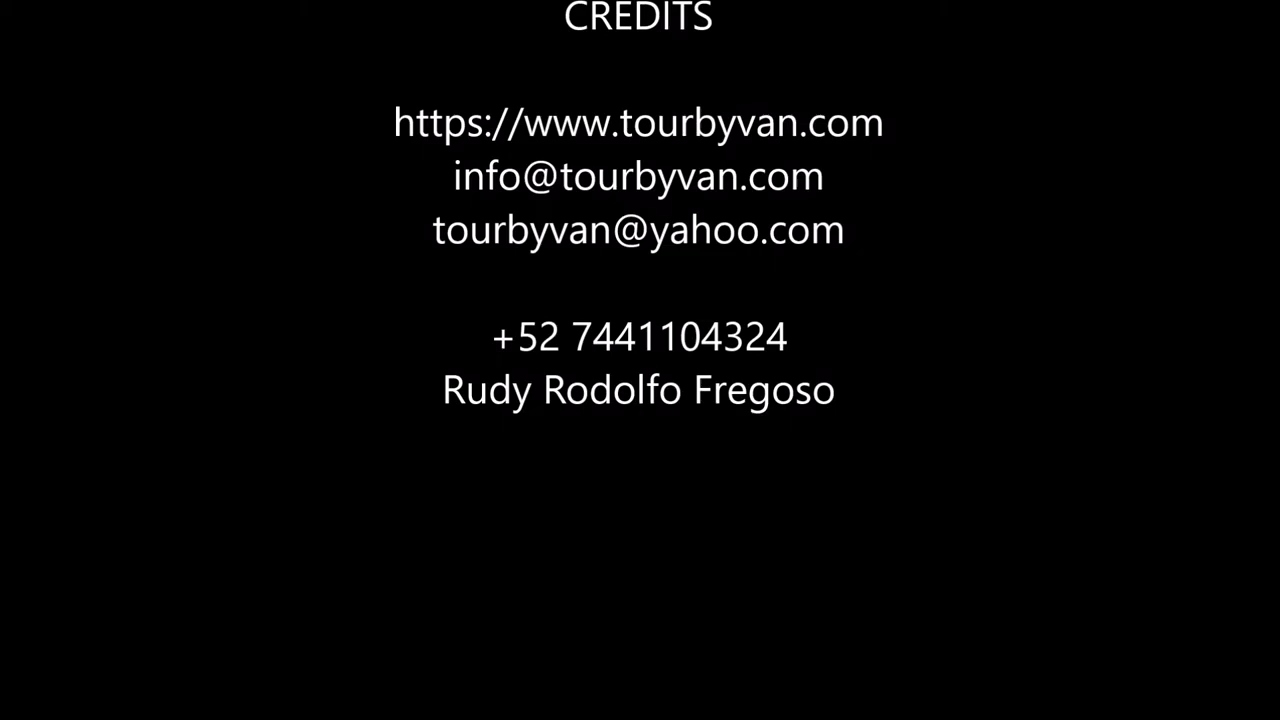 CREDITS
https://www.tourbyvan.com
info@tourbyvan.com
tourbyvan@yahoo.com
+52 7441104324
Rudy Rodolfo Fregoso